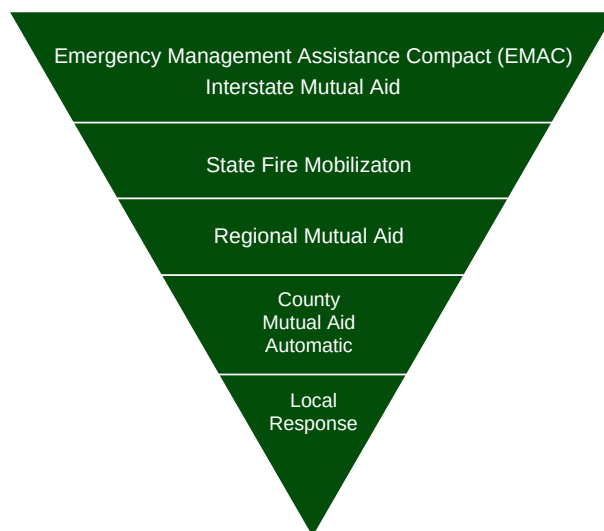 Emergency Management Assistance Compact (EMAC)
Interstate Mutual Aid
State Fire Mobilizaton
Regional Mutual Aid
County
Mutual Aid
Automatic
Local
Response